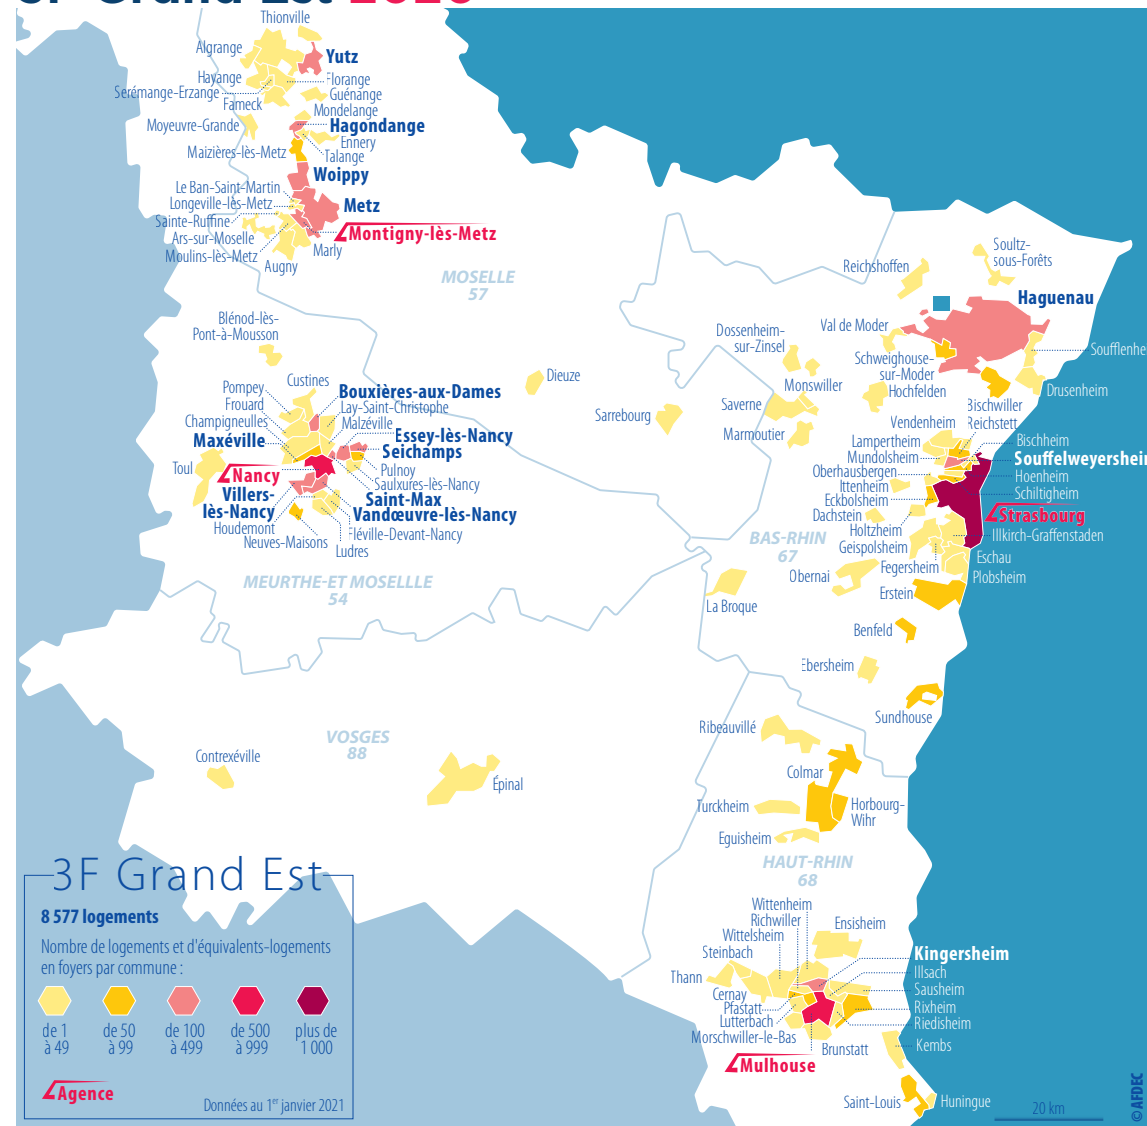 3F Grand Est 2020
Thionville
Algrange
Yutz
Hayange
Florange
Serémange-Erzange
Guénange
Fameck
Mondelange
Moyeuvre-Grande
Hagondange
Ennery
Maizières-lès-Metz
Talange
Woippy
Le Ban-Saint-Martin
Longeville-lès-Metz
Metz
Sainte-Ruffine
Montigny-lès-Metz
Ars-sur-Moselle
Marly
Moulins-lès-Metz
Augny
MOSELLE
57
Blénod-lès-
Pont-à-Mousson
Custines
Pompey
Bouxières-aux-Dames
Frouard
Lay-Saint-Christophe
Champigneulles
Malzéville
Maxéville
Essey-lès-Nancy
Seichamps
Toul
Pulnoy
Nancy
Saulxures-lès-Nancy
Villers-
lès-Nancy
Saint-Max
Vandœuvre-lès-Nancy
Houdemont
Fléville-Devant-Nancy
Neuves-Maisons
Ludres
MEURTHE-ET MOSELLLE
54
Dieuze
Sarrebourg
Soultz-
sous-Forêts
Reichshoffen
Haguenau
Val de Moder
Dossenheim-
sur-Zinsel
Soufflenhe
Schweighouse-
sur-Moder
Monswiller
Hochfelden
Drusenheim
Saverne
Bischwiller
Reichstett
Marmoutier
Vendenheim
Lampertheim
Bischheim
Mundolsheim
Souffelweyershei
Oberhausbergen
Hoenheim
Ittenheim
Schiltigheim
Eckbolsheim
Dachstein
Strasbourg
Holtzheim
Illkirch-Graffenstaden
Geispolsheim
BAS-RHIN
67
Eschau
Fegersheim
Obernai
Plobsheim
Erstein
La Broque
Benfeld
Ebersheim
Sundhouse
VOSGES
88
Contrexéville
Épinal
Ribeauvillé
Colmar
Turckheim
Horbourg-
Wihr
Eguisheim
HAUT-RHIN
68
Wittenheim
Richwiller
Ensisheim
Wittelsheim
Steinbach
Kingersheim
Thann
Illsach
Cernay
Sausheim
Pfastatt
Rixheim
Lutterbach
Riedisheim
Morschwiller-le-Bas
Brunstatt
Kembs
Mulhouse
Saint-Louis
Huningue
20 km
© AFDEC
3F Grand Est
8 577 logements
Nombre de logements et d'équivalents-logements
en foyers par commune :
de 1
à 49
de 50
à 99
de 100
à 499
de 500
à 999
plus de
1 000
Agence
Données au 1er janvier 2021